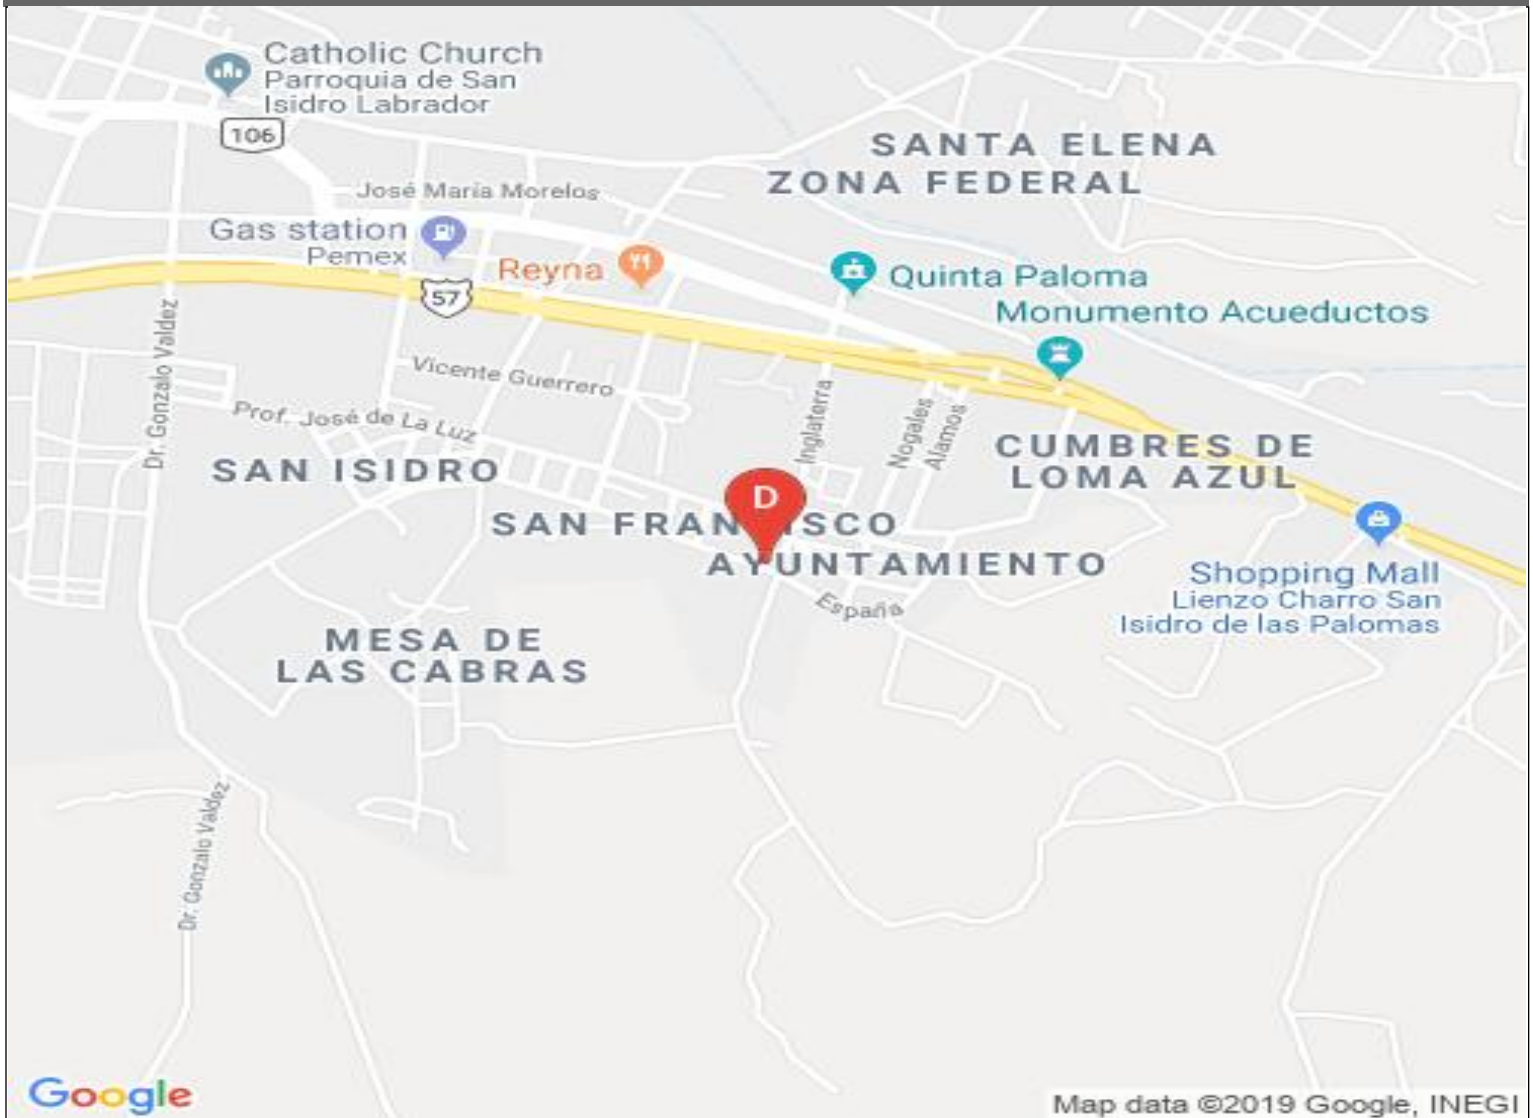 Catholic Church
Parroquia de San
Isidro Labrador
106
SANTA ELENA
ZONA FEDERAL
José María Morelos
Gas station
Pemex
Reyna
57
Quinta Paloma
Monumento Acueductos
Dr. Gonzalo Valdez
Vicente Guerrero
Prof. José de La Luz
Inglaterra
Nogales
Alamos
CUMBRES DE
LOMA AZUL
SAN ISIDRO
D
SAN FRANCISCO
AYUNTAMIENTO
España
Shopping Mall
Lienzo Charro San
Isidro de las Palomas
MESA DE
LAS CABRAS
Dr. Gonzalo Valdez
Google
Map data ©2019 Google, INEGI